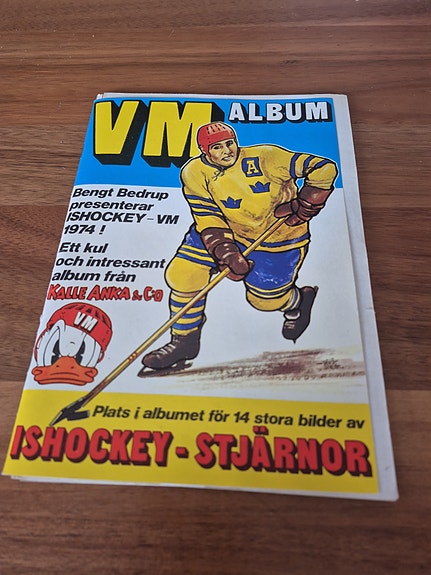 VM ALBUM
Bengt Bedrup
presenterar
ISHOCKEY-VM
1974!
Ett kul
och intressant
album från
KALLE ANKA & C:O
A
VM
Plats i albumet för 14 stora bilder av
ISHOCKEY-STJÄRNOR